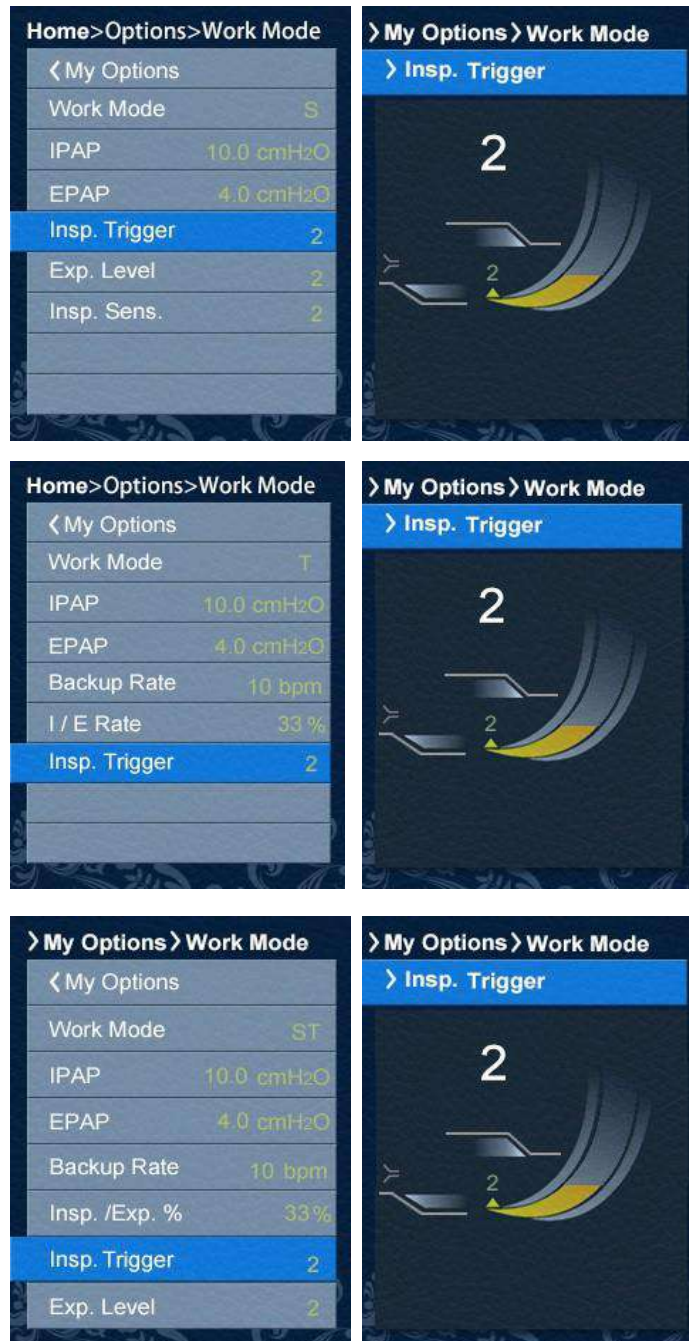 Home>Options>Work Mode
<My Options
Work Mode S
IPAP 10.0 cmH2O
EPAP 4.0 cmH2O
Insp. Trigger 2
Exp. Level 2
Insp. Sens. 2
>My Options>Work Mode
> Insp. Trigger
2
2
Home>Options>Work Mode
<My Options
Work Mode T
IPAP 10.0 cmH2O
EPAP 4.0 cmH2O
Backup Rate 10 bpm
I / E Rate 33 %
Insp. Trigger 2
>My Options>Work Mode
> Insp. Trigger
2
2
>My Options>Work Mode
<My Options
Work Mode ST
IPAP 10.0 cmH2O
EPAP 4.0 cmH2O
Backup Rate 10 bpm
Insp. /Exp. % 33%
Insp. Trigger 2
Exp. Level 2
>My Options>Work Mode
> Insp. Trigger
2
2